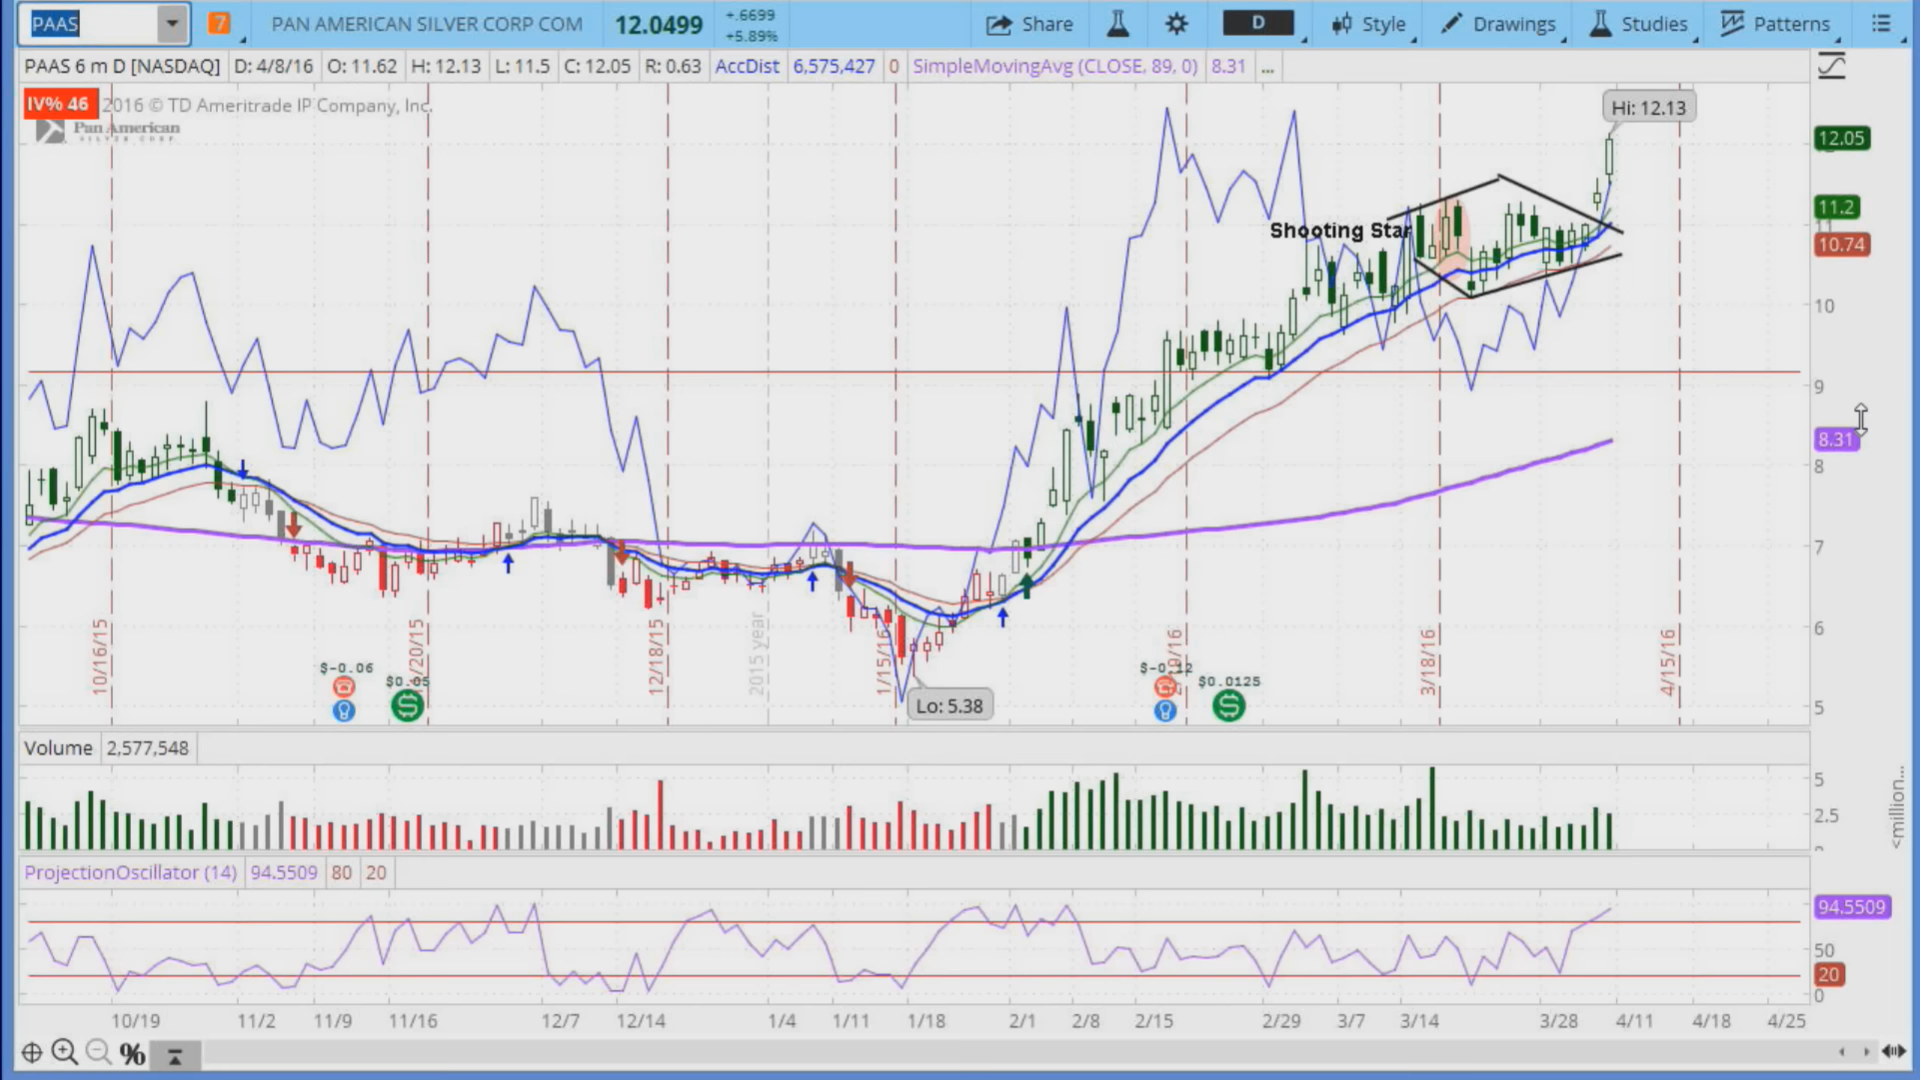 PAAS
7
PAN AMERICAN SILVER CORP COM
12.0499
+.6699
+5.89%
Share
D
Style
Drawings
Studies
Patterns
PAAS 6 m D [NASDAQ] D: 4/8/16 O: 11.62 H: 12.13 L: 11.5 C: 12.05 R: 0.63 AccDist 6,575,427 0 SimpleMovingAvg (CLOSE, 89, 0) 8.31 ...
IV% 46 2016 © TD Ameritrade IP Company, Inc.
Pan American
SILVER CORP.
Hi: 12.13
12.05
Shooting Star
11.2
11
10.74
10
9
8.31
8
7
6
5
Lo: 5.38
10/16/15
/20/15
12/18/15
2015 year
1/15/16
3/18/16
4/15/16
$-0.06
$0.05
$-0.12
$0.0125
Volume 2,577,548
5
2.5
<million...
ProjectionOscillator (14) 94.5509 80 20
94.5509
50
20
0
10/19 11/2 11/9 11/16 12/7 12/14 1/4 1/11 1/18 2/1 2/8 2/15 2/29 3/7 3/14 3/28 4/11 4/18 4/25
%